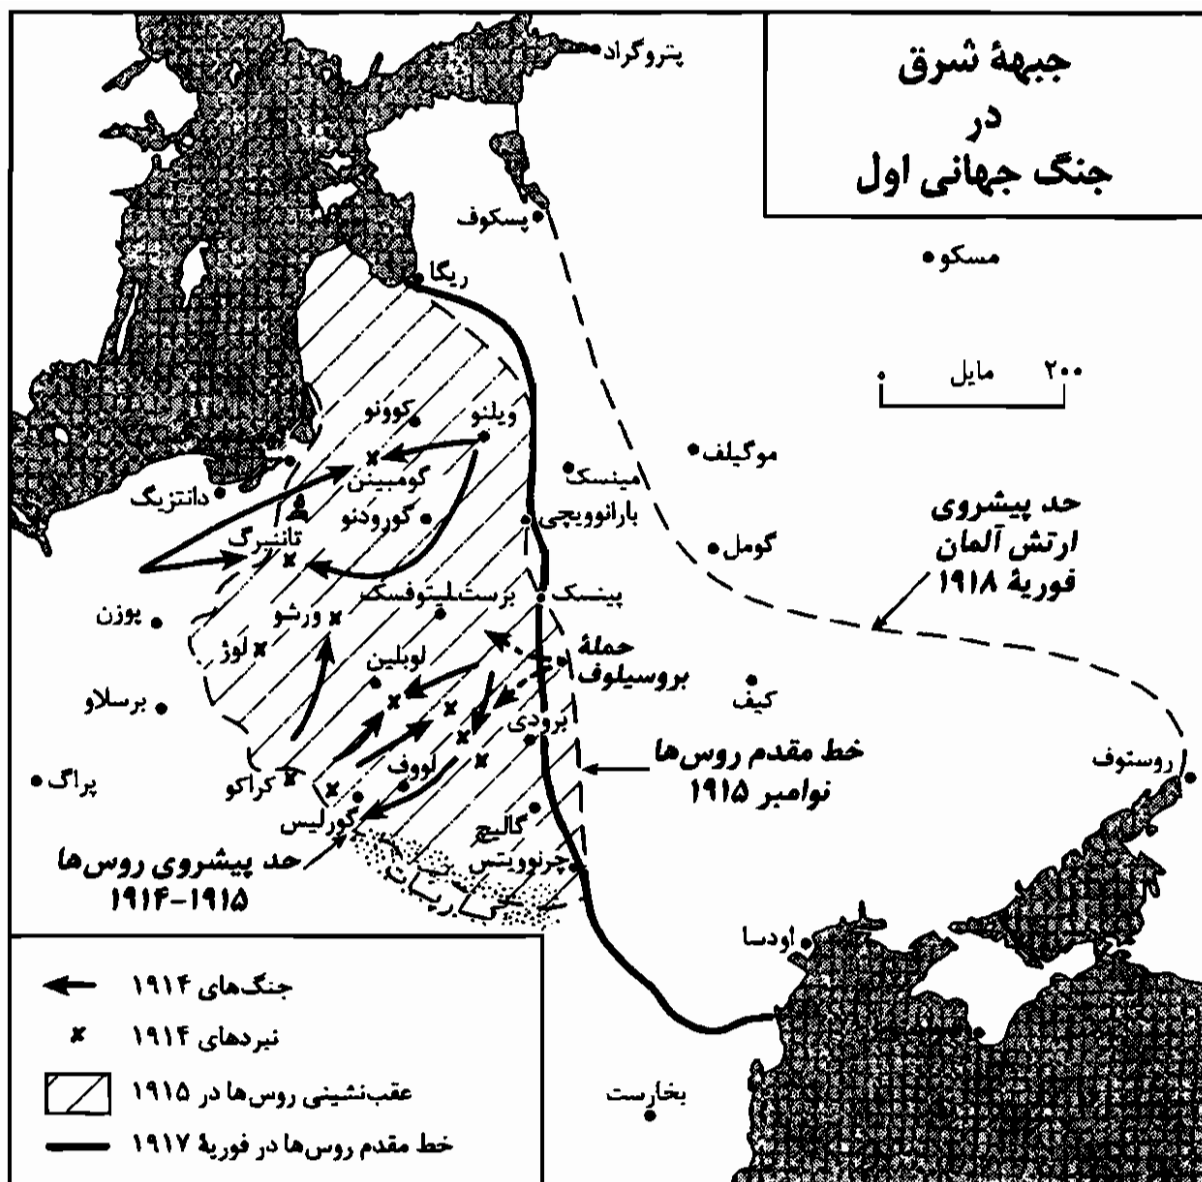 جبههٔ شرق
در
جنگ جهانی اول
پتروگراد
پسکوف
مسکو
ریگا
۰ مایل ۲۰۰
کوونو
ویلنو
موگیلف
گومبینن
مینسک
دانتزیگ
گورودنو
بارانوویچی
تاننبرگ
گومل
حد پیشروی
ارتش آلمان
فوریهٔ ۱۹۱۸
پوزن
ورشو
برست‌لیتوفسک
پینسک
لوژ
لوبلین
حملهٔ
بروسیلوف
برسلاو
کیف
برودی
خط مقدم روس‌ها
نوامبر ۱۹۱۵
روستوف
پراگ
کراکو
لووف
گورلیس
گالیچ
چرنوویتس
حد پیشروی روس‌ها
۱۹۱۴-۱۹۱۵
کارپات
اودسا
جنگ‌های ۱۹۱۴
نبردهای ۱۹۱۴
عقب‌نشینی روس‌ها در ۱۹۱۵
خط مقدم روس‌ها در فوریهٔ ۱۹۱۷
بخارست